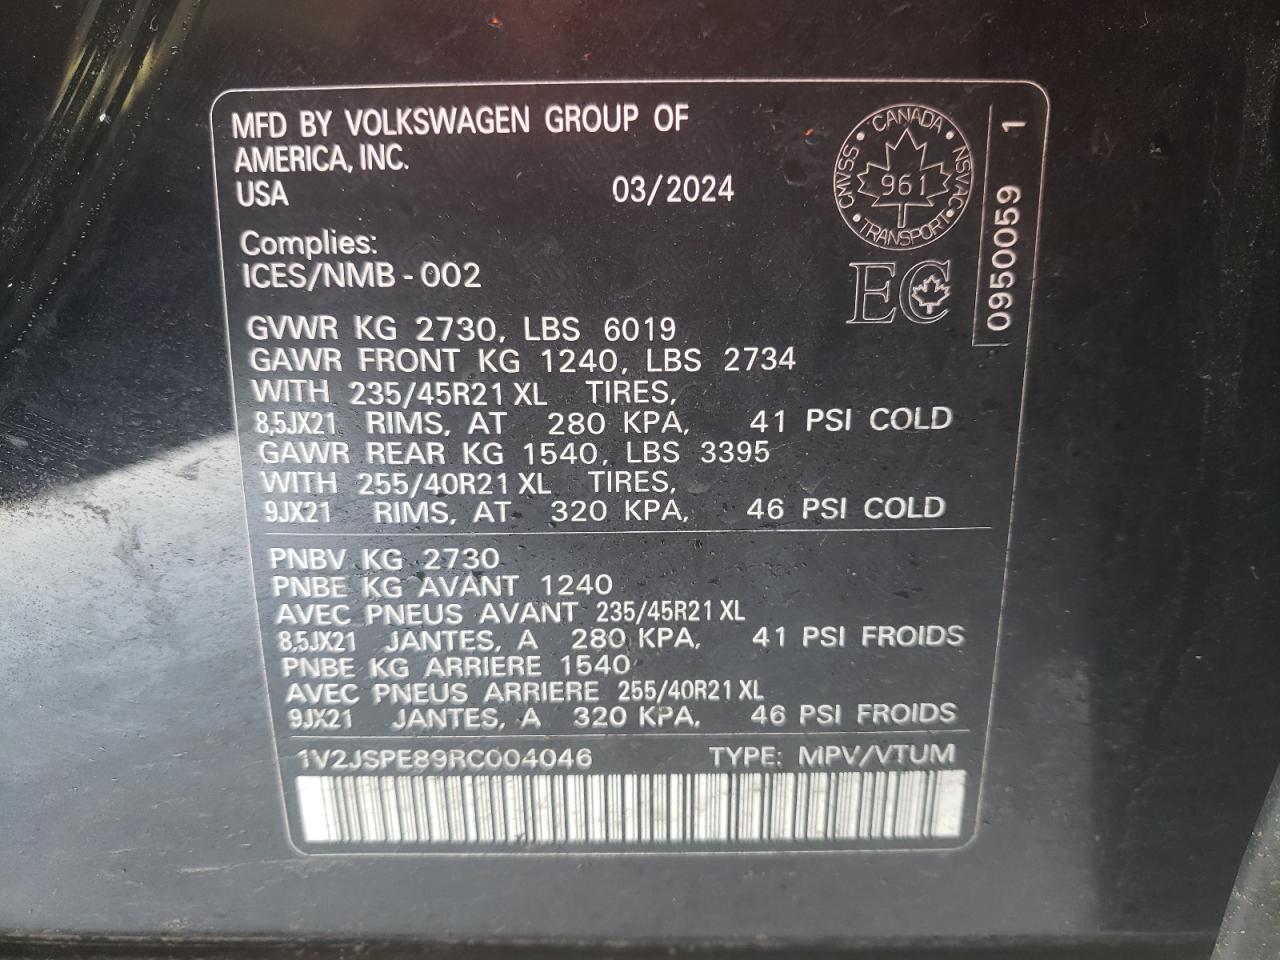 MFD BY VOLKSWAGEN GROUP OF
AMERICA, INC.
USA 03/2024
Complies:
ICES/NMB-002
CANADA
CMVSS 961 NSVAC
TRANSPORT
EC
0950059 1
GVWR KG 2730, LBS 6019
GAWR FRONT KG 1240, LBS 2734
WITH 235/45R21 XL TIRES,
8,5JX21 RIMS, AT 280 KPA, 41 PSI COLD
GAWR REAR KG 1540, LBS 3395
WITH 255/40R21 XL TIRES,
9JX21 RIMS, AT 320 KPA, 46 PSI COLD
PNBV KG 2730
PNBE KG AVANT 1240
AVEC PNEUS AVANT 235/45R21 XL
8,5JX21 JANTES, A 280 KPA, 41 PSI FROIDS
PNBE KG ARRIERE 1540
AVEC PNEUS ARRIERE 255/40R21 XL
9JX21 JANTES, A 320 KPA, 46 PSI FROIDS
1V2JSPE89RC004046 TYPE: MPV/VTUM